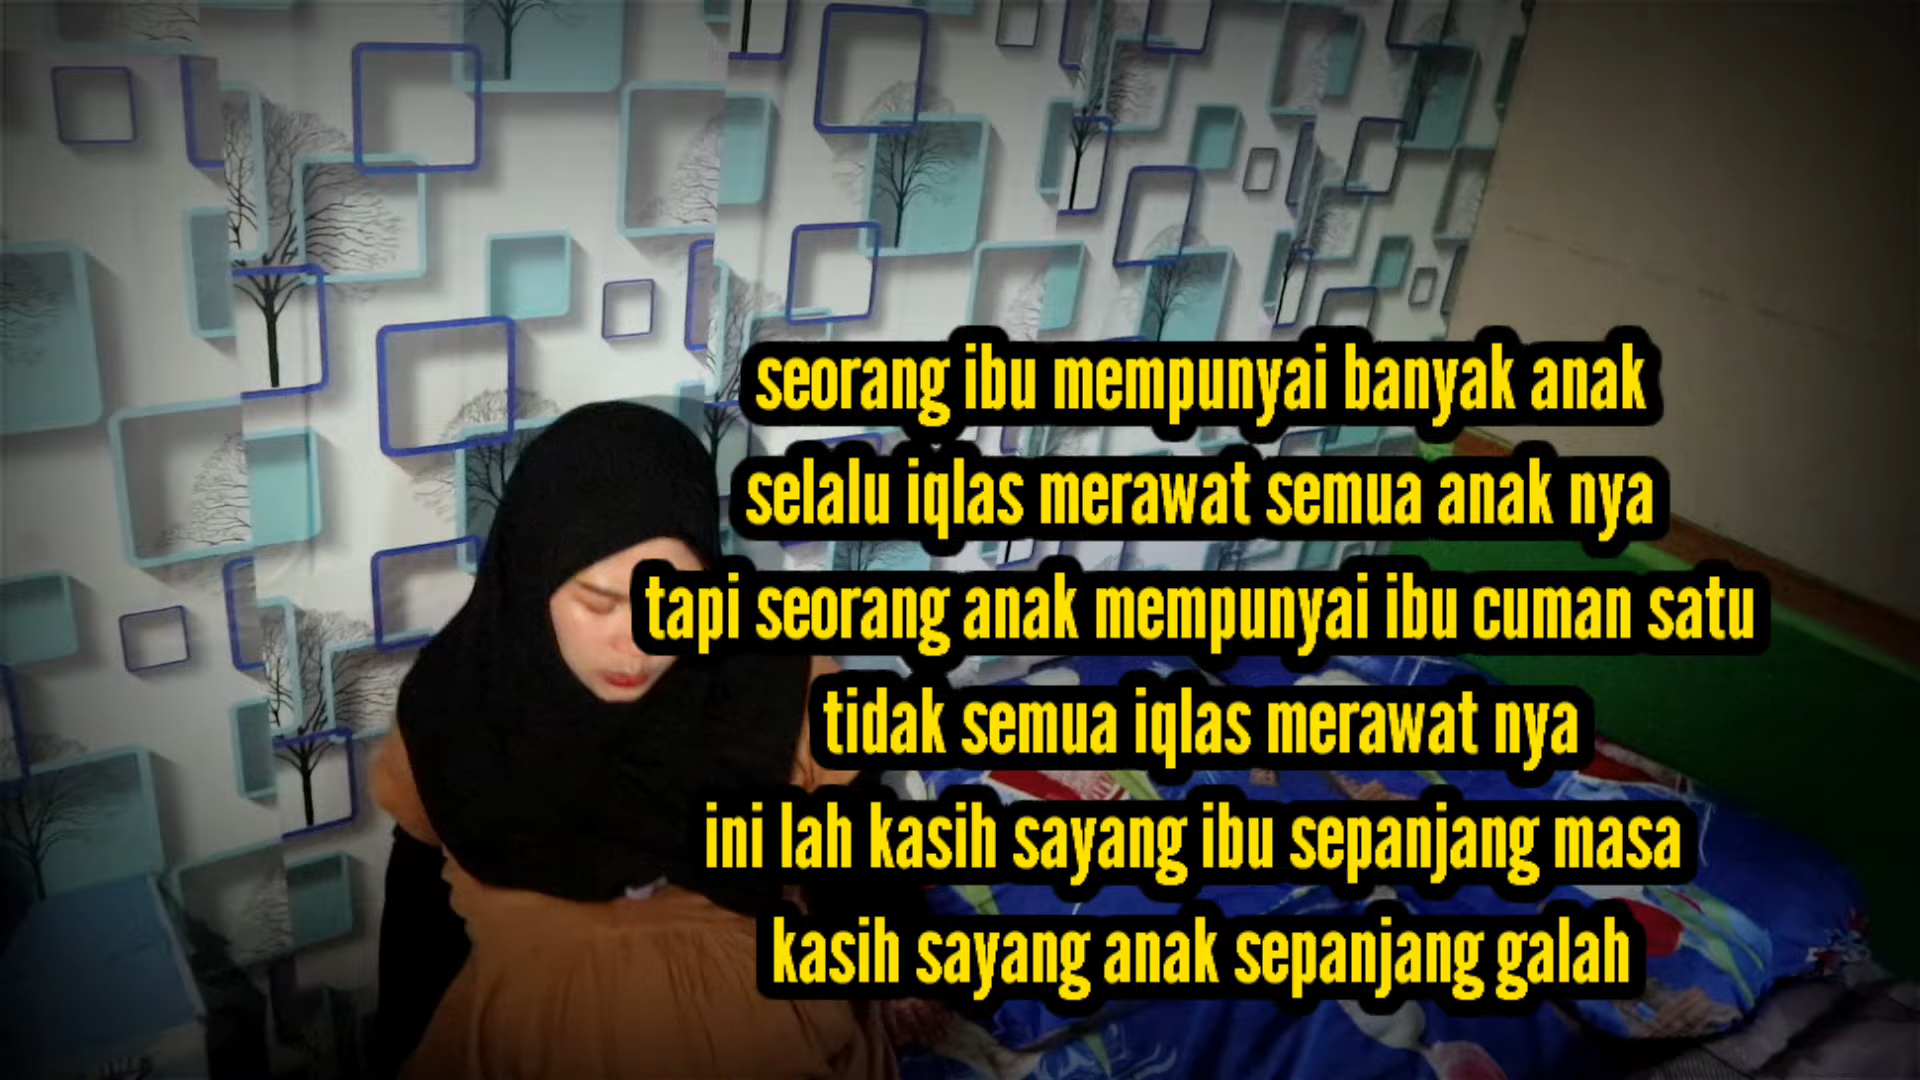 seorang ibu mempunyai banyak anak
selalu iqlas merawat semua anak nya
tapi seorang anak mempunyai ibu cuman satu
tidak semua iqlas merawat nya
ini lah kasih sayang ibu sepanjang masa
kasih sayang anak sepanjang galah